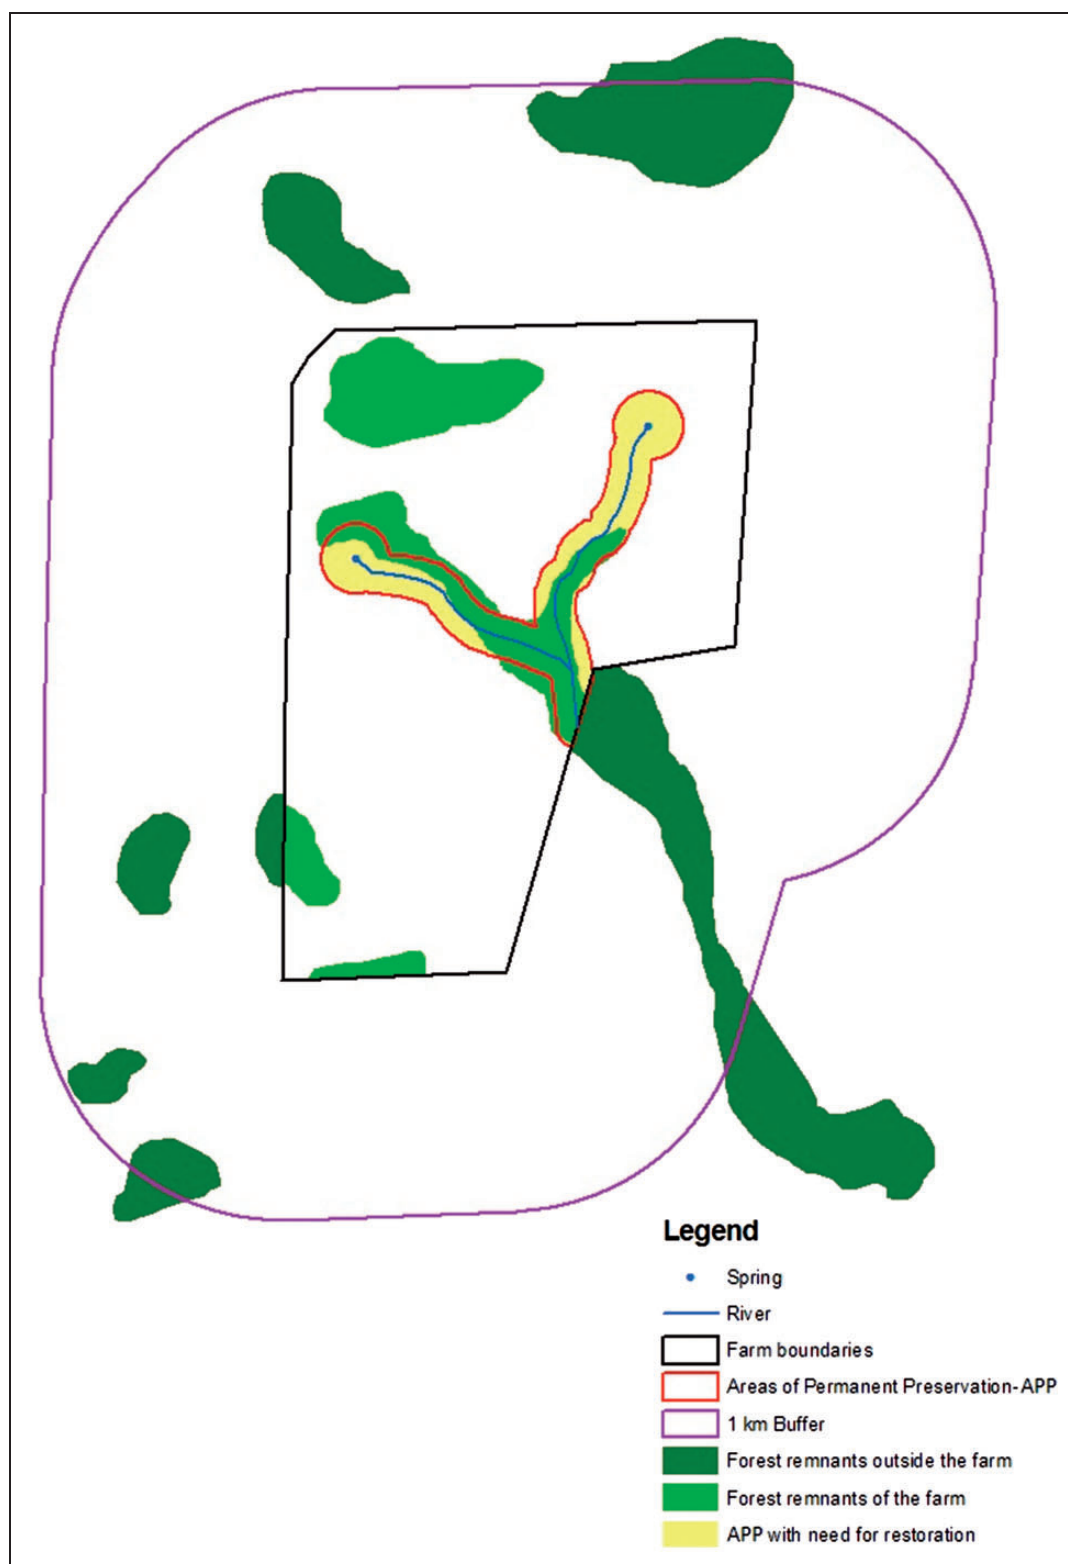 Legend
Spring
River
Farm boundaries
Areas of Permanent Preservation-APP
1 km Buffer
Forest remnants outside the farm
Forest remnants of the farm
APP with need for restoration